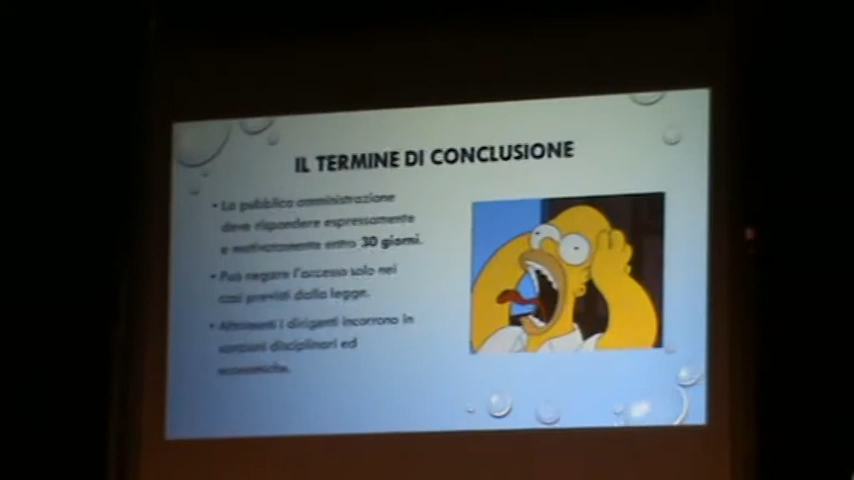 IL TERMINE DI CONCLUSIONE
• La pubblica amministrazione
deve rispondere espressamente
e motivatamente entro 30 giorni.
• Può negare l'accesso solo nei
casi previsti dalla legge.
• Altrimenti i dirigenti incorrono in
sanzioni disciplinari ed
economiche.